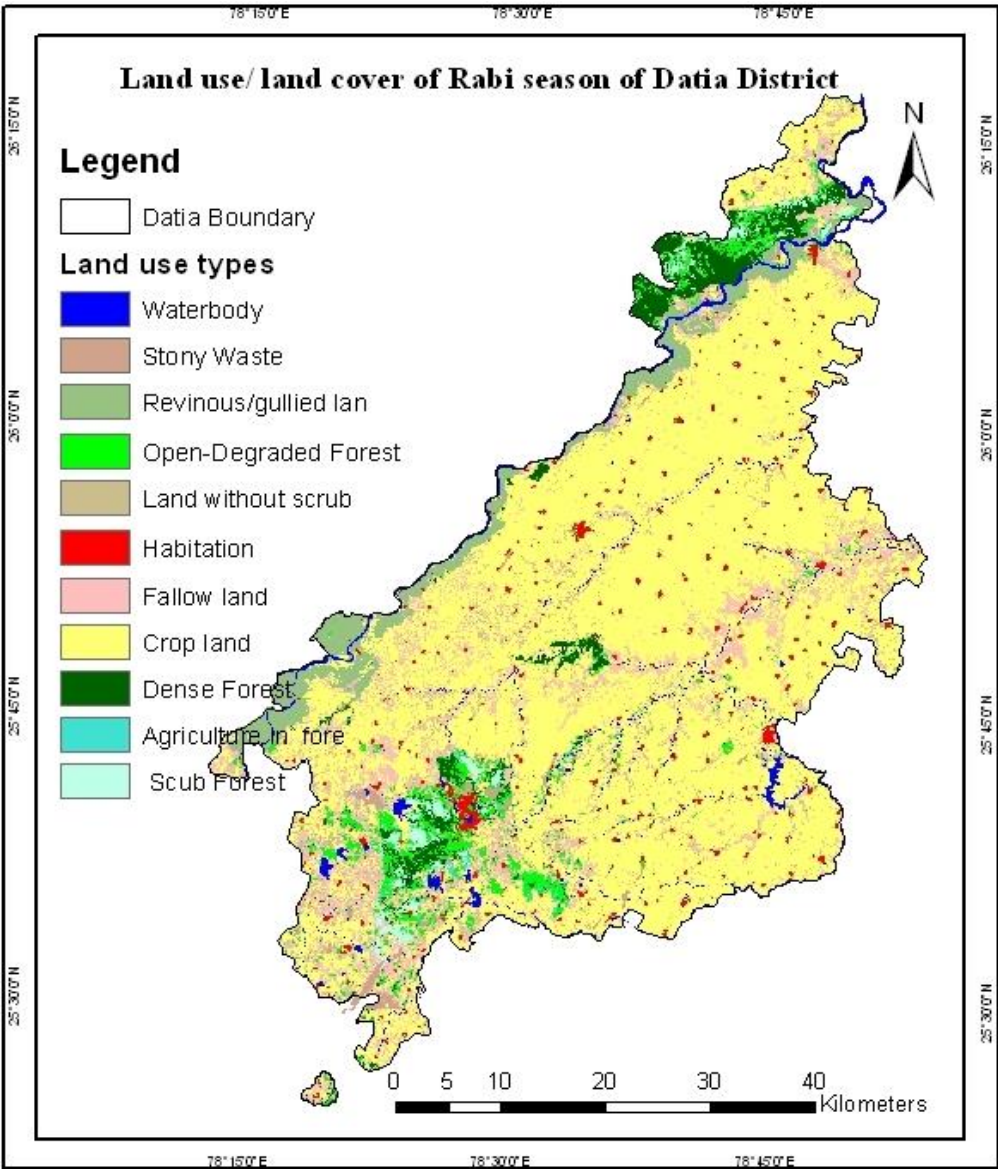 78°15'0"E 78°30'0"E 78°45'0"E
Land use/ land cover of Rabi season of Datia District
N
26°15'0"N
26°15'0"N
Legend
Datia Boundary
Land use types
Waterbody
Stony Waste
Revinous/gullied lan
26°0'0"N
26°0'0"N
Open-Degraded Forest
Land without scrub
Habitation
Fallow land
Crop land
Dense Forest
25°45'0"N
25°45'0"N
Agriculture in fore
Scub Forest
25°30'0"N
25°30'0"N
0 5 10 20 30 40
Kilometers
78°15'0"E 78°30'0"E 78°45'0"E